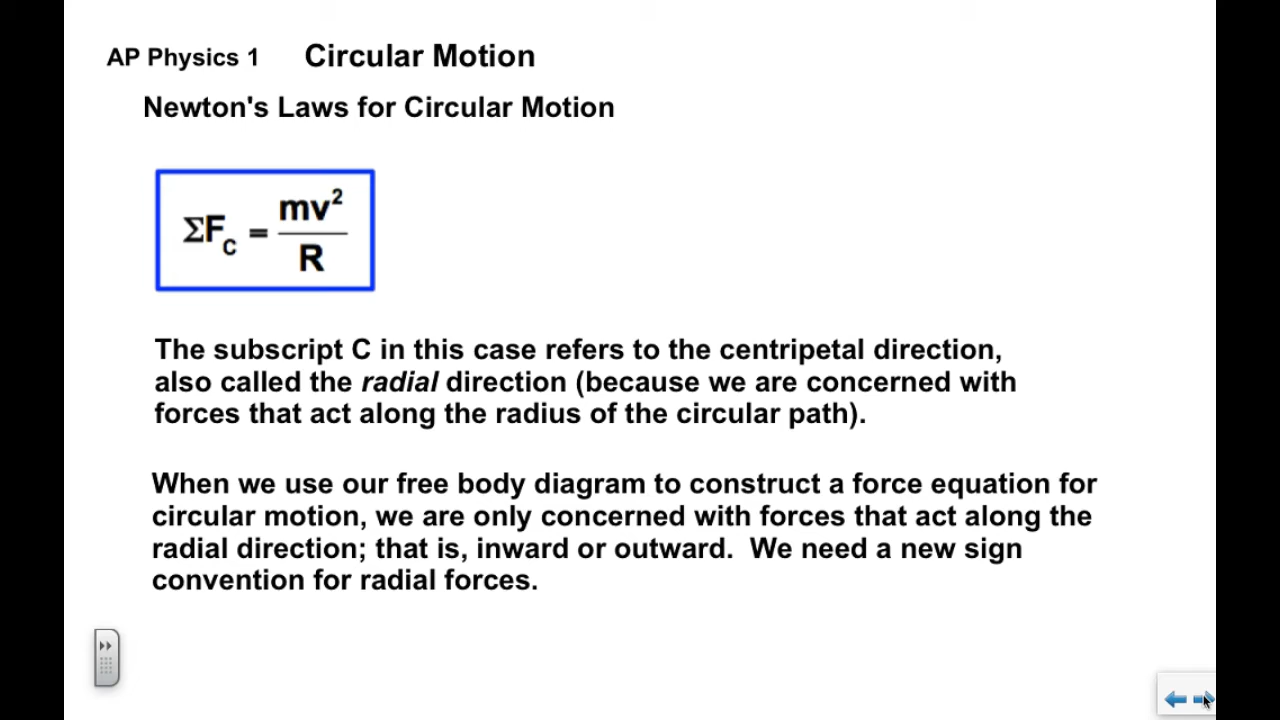 AP Physics 1 Circular Motion
Newton's Laws for Circular Motion
ΣF_C = mv²/R
The subscript C in this case refers to the centripetal direction,
also called the radial direction (because we are concerned with
forces that act along the radius of the circular path).
When we use our free body diagram to construct a force equation for
circular motion, we are only concerned with forces that act along the
radial direction; that is, inward or outward. We need a new sign
convention for radial forces.